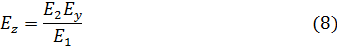 E_z = \frac{E_2 E_y}{E_1} (8)